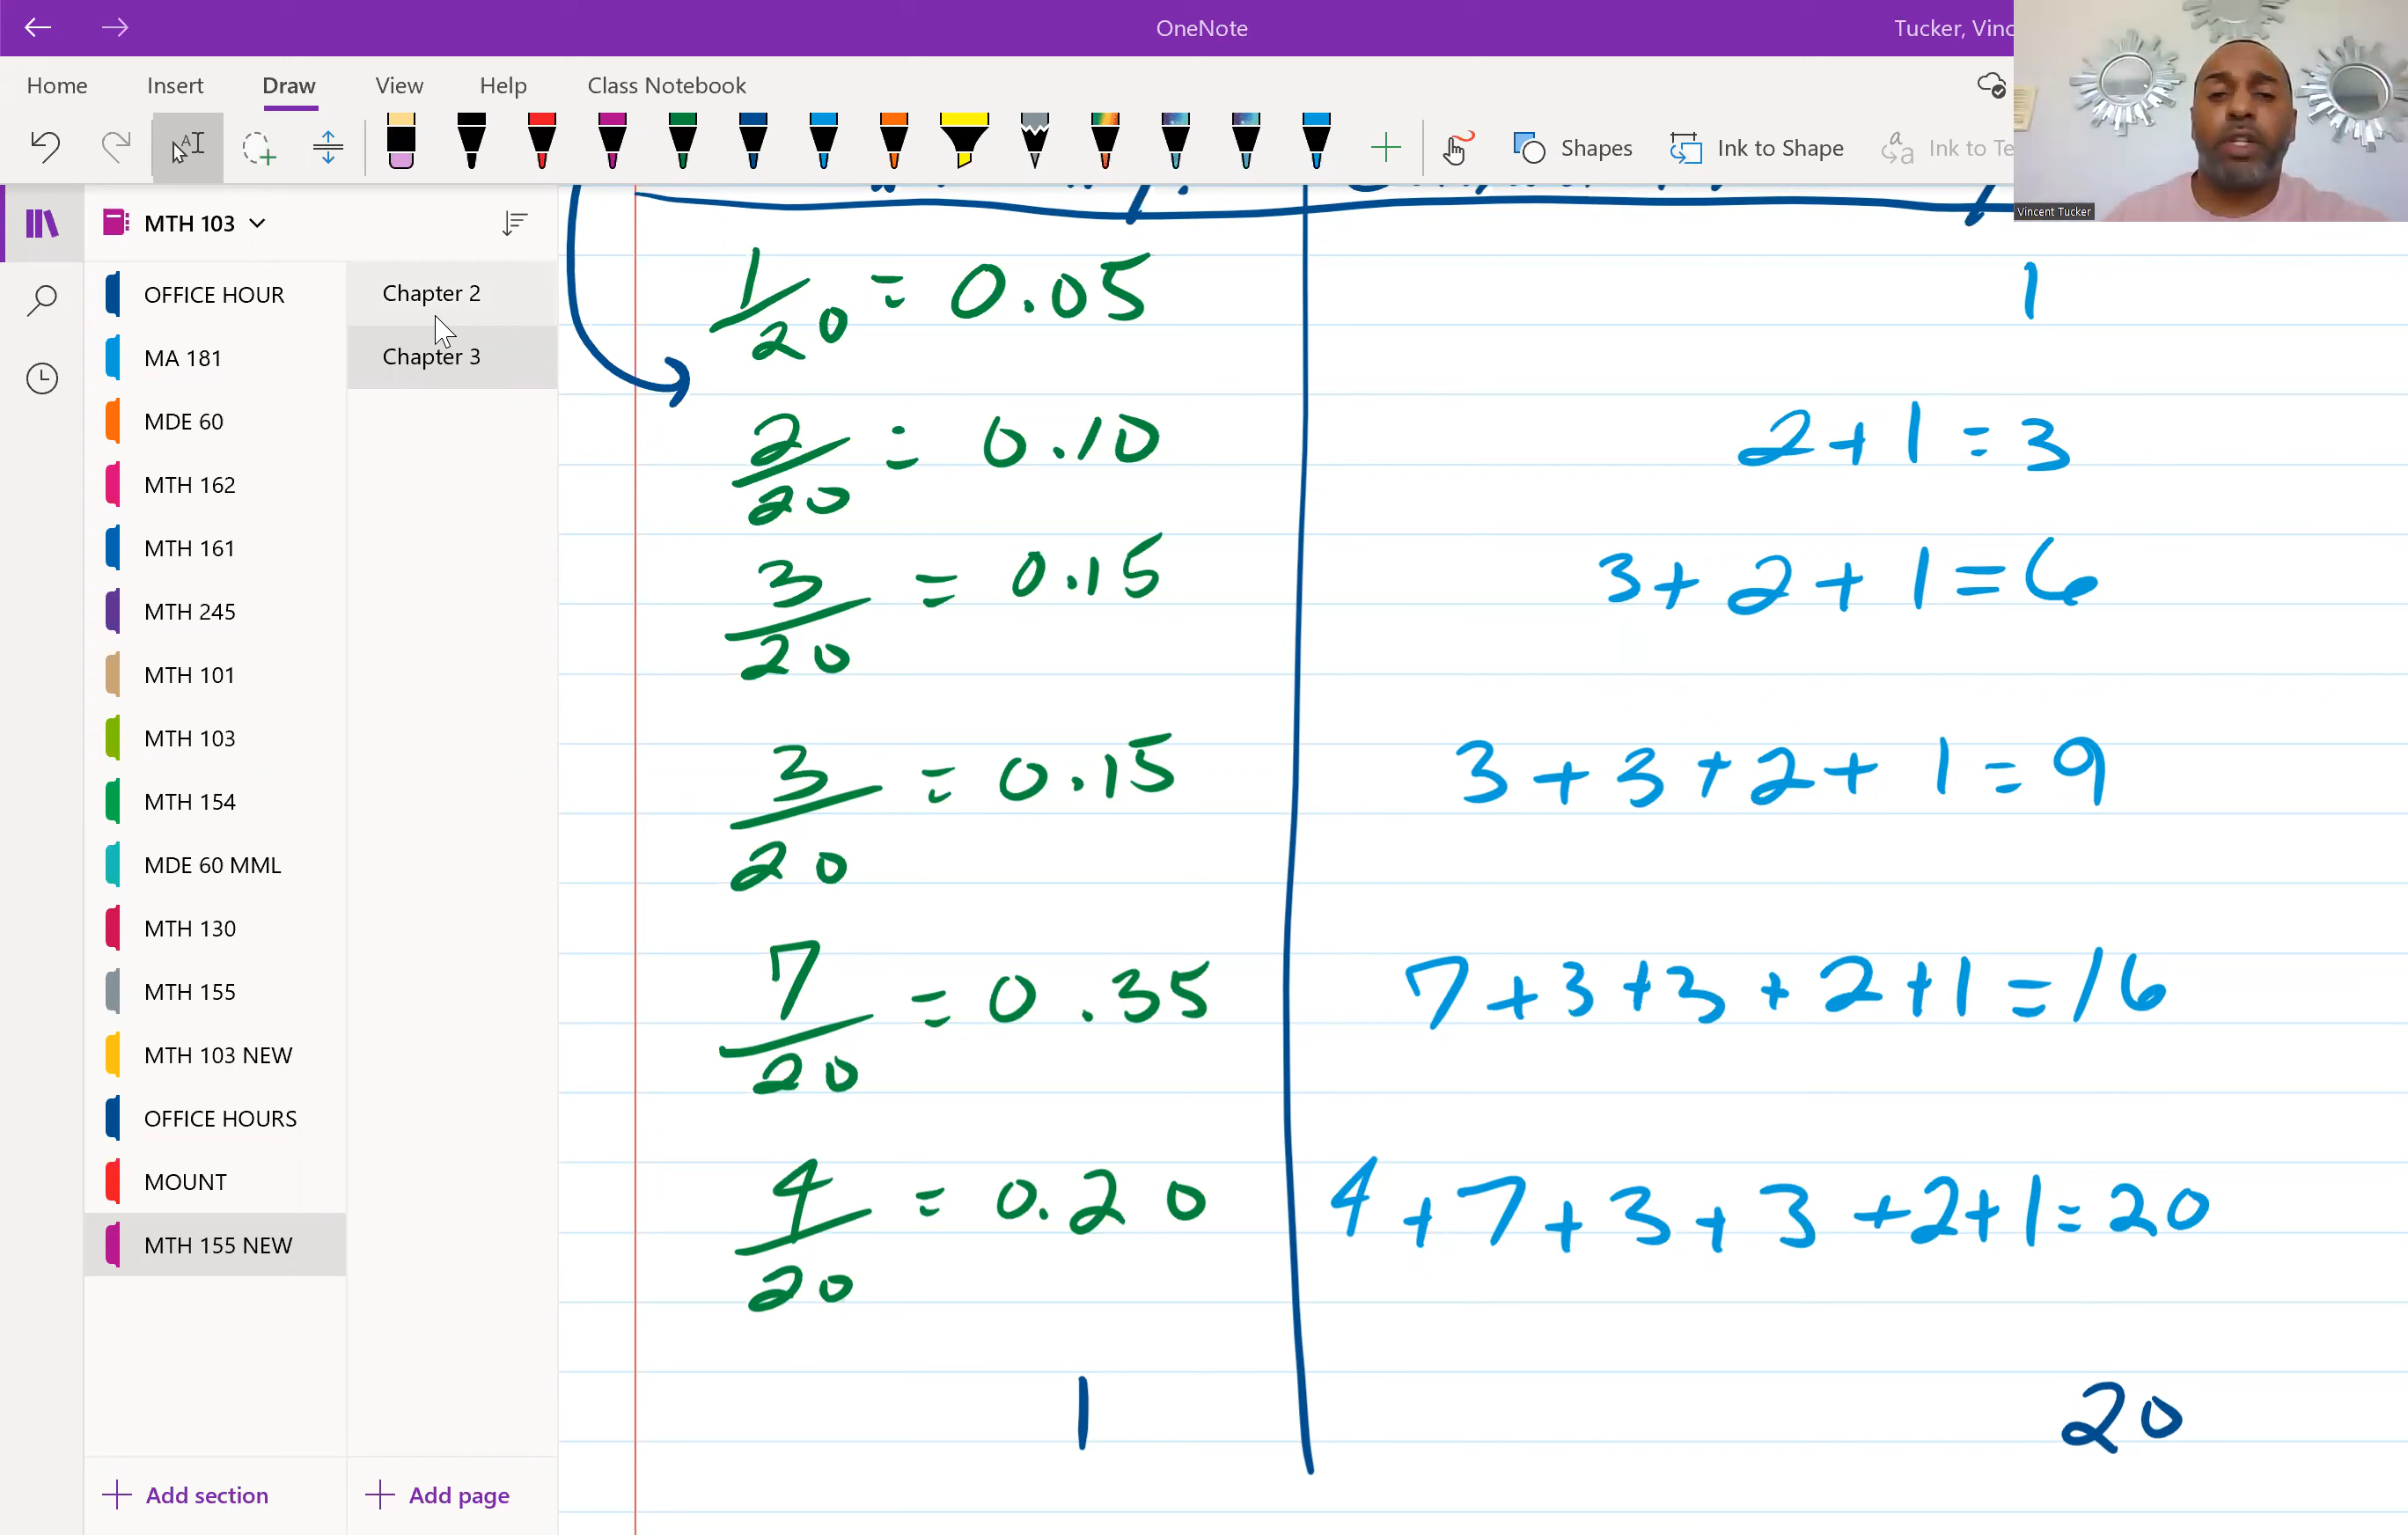 OneNote
Tucker, Vinc
Home Insert Draw View Help Class Notebook
Shapes Ink to Shape Ink to Te
Vincent Tucker
MTH 103
OFFICE HOUR
MA 181
MDE 60
MTH 162
MTH 161
MTH 245
MTH 101
MTH 103
MTH 154
MDE 60 MML
MTH 130
MTH 155
MTH 103 NEW
OFFICE HOURS
MOUNT
MTH 155 NEW
Add section
Chapter 2
Chapter 3
Add page
1/20 = 0.05 1
2/20 = 0.10 2+1=3
3/20 = 0.15 3+2+1=6
3/20 = 0.15 3+3+2+1=9
7/20 = 0.35 7+3+3+2+1=16
4/20 = 0.20 4+7+3+3+2+1=20
1 20